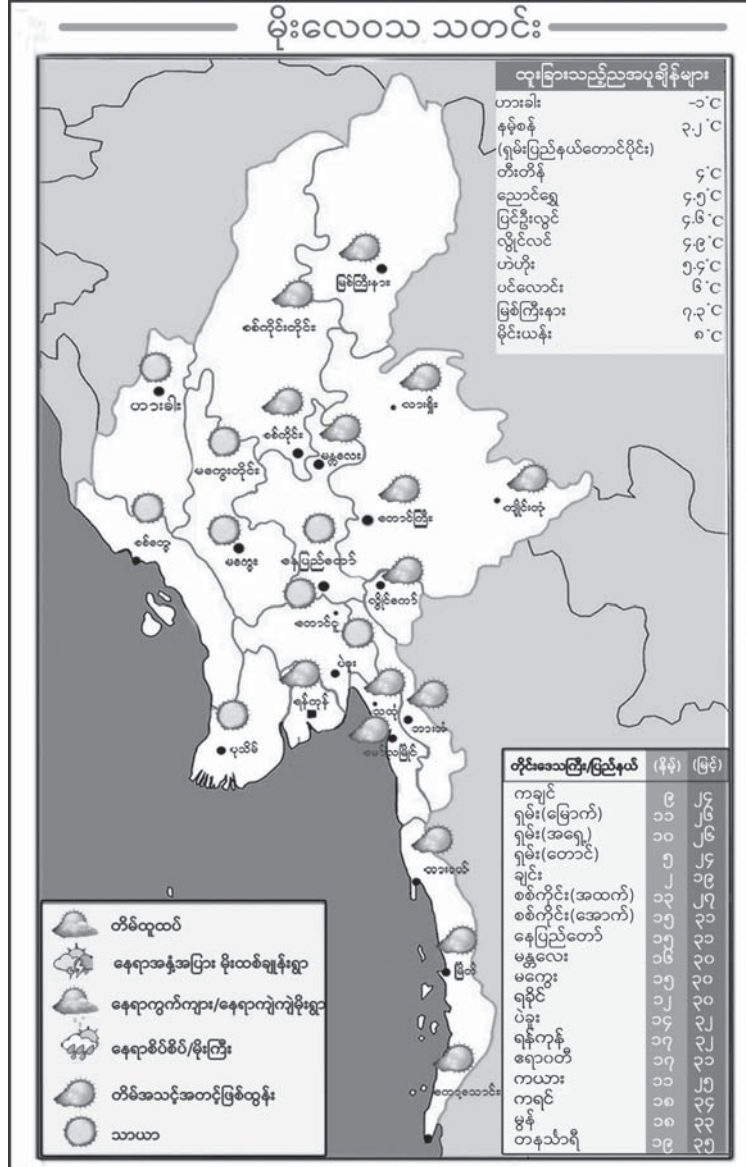 မိုးလေဝသ သတင်း
ထူးခြားသည့်ညအပူချိန်များ
ဟားခါး -၁°C
နမ့်စန် ၃.၂°C
(ရှမ်းပြည်နယ်တောင်ပိုင်း)
တီးတိန် ၄°C
ညောင်ရွှေ ၄.၅°C
ပြင်ဦးလွင် ၄.၆°C
လွိုင်လင် ၄.၉°C
ဟဲဟိုး ၅.၄°C
ပင်လောင်း ၆°C
မြစ်ကြီးနား ၇.၃°C
မိုင်းယန်း ၈°C
မြစ်ကြီးနား
စစ်ကိုင်းတိုင်း
ဟားခါး
လားရှိုး
စစ်ကိုင်း
မန္တလေး
မကွေးတိုင်း
ကျိုင်းတုံ
တောင်ကြီး
စစ်တွေ
မကွေး
နေပြည်တော်
လွိုင်ကော်
တောင်ငူ
ပဲခူး
ရန်ကုန်
သထုံ
ဘားအံ
ပုသိမ်
မော်လမြိုင်
ထားဝယ်
မြိတ်
ကော့သောင်း
တိုင်းဒေသကြီး/ပြည်နယ် (နိမ့်) (မြင့်)
ကချင် ၉ ၂၄
ရှမ်း(မြောက်) ၁၁ ၂၆
ရှမ်း(အရှေ့) ၁၀ ၂၆
ရှမ်း(တောင်) ၅ ၂၄
ချင်း ၂ ၁၉
စစ်ကိုင်း(အထက်) ၁၃ ၂၇
စစ်ကိုင်း(အောက်) ၁၅ ၃၁
နေပြည်တော် ၁၅ ၃၁
မန္တလေး ၁၆ ၃၀
မကွေး ၁၅ ၃၀
ရခိုင် ၁၂ ၃၀
ပဲခူး ၁၄ ၃၂
ရန်ကုန် ၁၇ ၃၂
ဧရာ၀တီ ၁၇ ၃၁
ကယား ၁၁ ၂၅
ကရင် ၁၈ ၃၄
မွန် ၁၈ ၃၃
တနင်္သာရီ ၁၉ ၃၅
တိမ်ထူထပ်
နေရာအနှံ့အပြား မိုးထစ်ချုန်းရွာ
နေရာကွက်ကျား/နေရာကျဲကျဲမိုးရွာ
နေရာစိပ်စိပ်/မိုးကြီး
တိမ်အသင့်အတင့်ဖြစ်ထွန်း
သာယာ